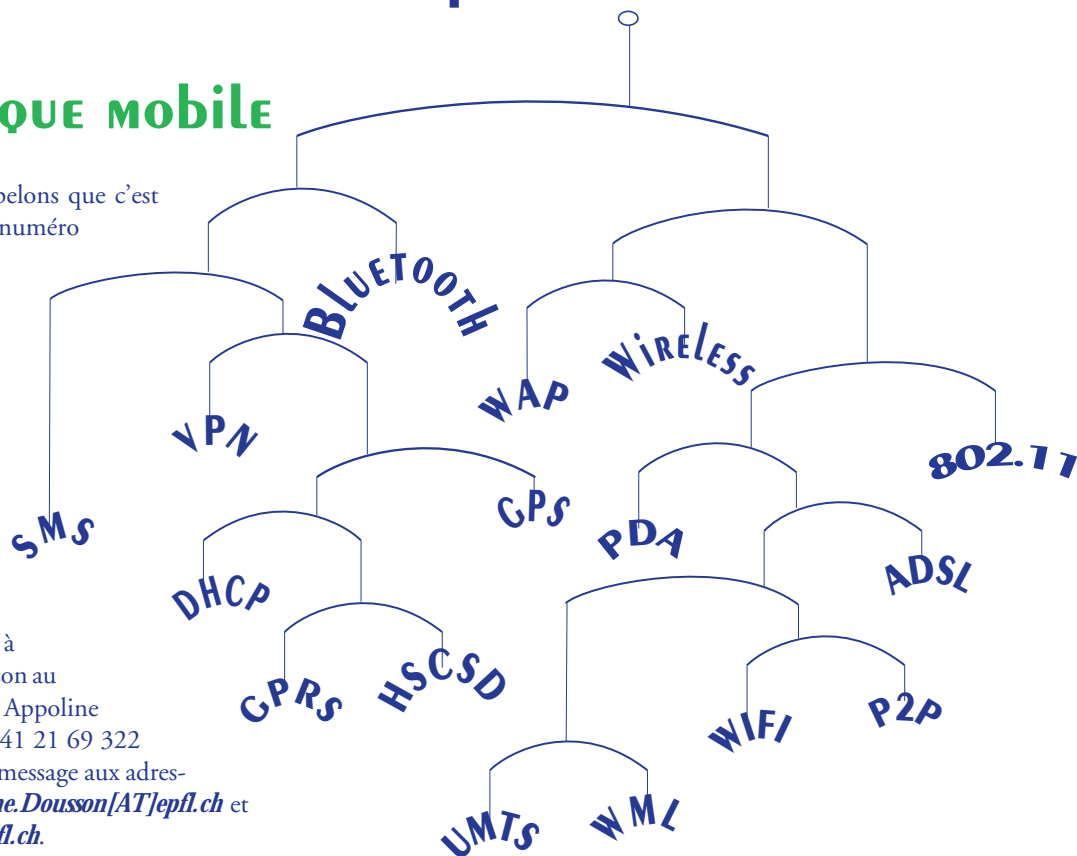 que mobile
pelons que c’est
numéro
Bluetooth
WAP
Wireless
VPN
802.11
SMS
GPS
PDA
DHCP
ADSL
GPRS
HSCSD
WIFI
P2P
UMTS
WML
à
son au
Appoline
41 21 69 322
message aux adres-
ne.Dousson[AT]epfl.ch et
fl.ch.